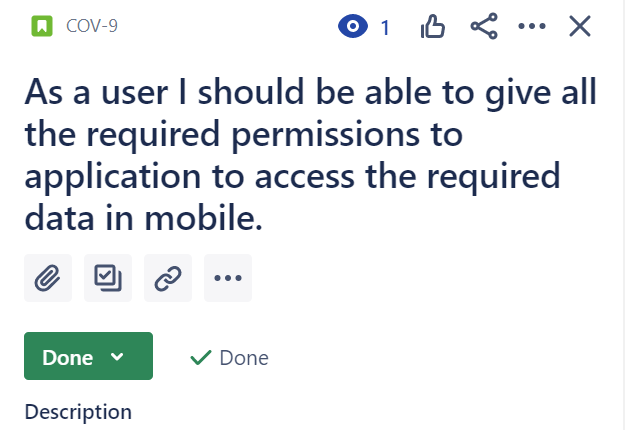 COV-9
1
As a user I should be able to give all
the required permissions to
application to access the required
data in mobile.
Done
Done
Description